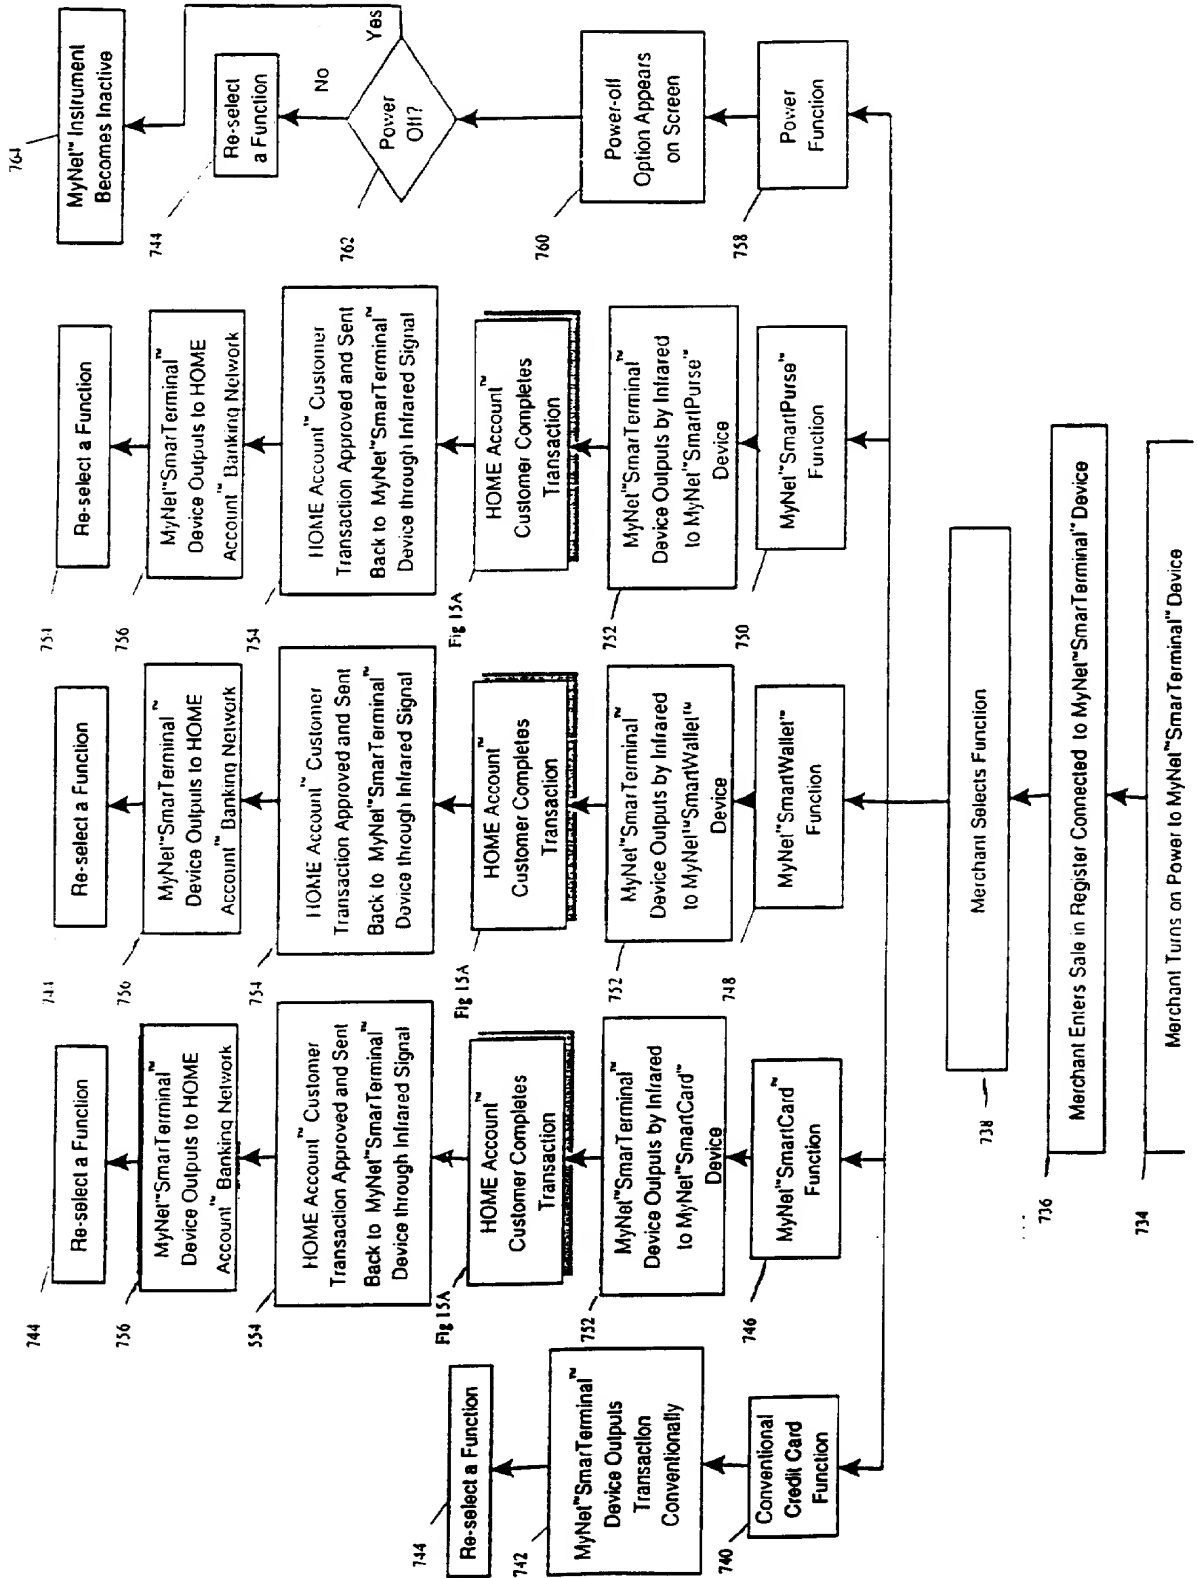 764
MyNet™ Instrument
Becomes Inactive
744
Re-select
a Function
No
Yes
762
Power
Off?
760
Power-off
Option Appears
on Screen
758
Power
Function
754
Re-select a Function
756
MyNet™SmarTerminal™
Device Outputs to HOME
Account™ Banking Network
754
HOME Account™ Customer
Transaction Approved and Sent
Back to MyNet™SmarTerminal™
Device through Infrared Signal
Fig 15A
HOME Account™
Customer Completes
Transaction
752
MyNet™SmarTerminal™
Device Outputs by Infrared
to MyNet™SmartPurse™
Device
750
MyNet™SmartPurse™
Function
744
Re-select a Function
756
MyNet™SmarTerminal™
Device Outputs to HOME
Account™ Banking Network
754
HOME Account™ Customer
Transaction Approved and Sent
Back to MyNet™SmarTerminal™
Device through Infrared Signal
Fig 15A
HOME Account™
Customer Completes
Transaction
752
MyNet™SmarTerminal™
Device Outputs by Infrared
to MyNet™SmartWallet™
Device
748
MyNet™SmartWallet™
Function
744
Re-select a Function
756
MyNet™SmarTerminal™
Device Outputs to HOME
Account™ Banking Network
554
HOME Account™ Customer
Transaction Approved and Sent
Back to MyNet™SmarTerminal™
Device through Infrared Signal
Fig 15A
HOME Account™
Customer Completes
Transaction
752
MyNet™SmarTerminal™
Device Outputs by Infrared
to MyNet™SmartCard™
Device
746
MyNet™SmartCard™
Function
744
Re-select a Function
742
MyNet™SmarTerminal™
Device Outputs
Transaction
Conventionally
740
Conventional
Credit Card
Function
738
Merchant Selects Function
736
Merchant Enters Sale in Register Connected to MyNet™SmarTerminal™ Device
734
Merchant Turns on Power to MyNet™SmarTerminal™ Device